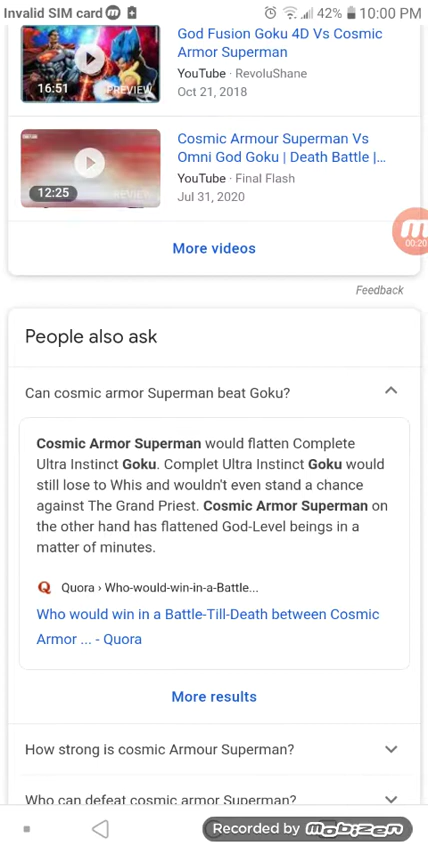 Invalid SIM card
42%
10:00 PM
God Fusion Goku 4D Vs Cosmic
Armor Superman
16:51
PREVIEW
YouTube · RevoluShane
Oct 21, 2018
Cosmic Armour Superman Vs
Omni God Goku | Death Battle |...
12:25
PREVIEW
YouTube · Final Flash
Jul 31, 2020
00:20
More videos
Feedback
People also ask
Can cosmic armor Superman beat Goku?
Cosmic Armor Superman would flatten Complete
Ultra Instinct Goku. Complet Ultra Instinct Goku would
still lose to Whis and wouldn't even stand a chance
against The Grand Priest. Cosmic Armor Superman on
the other hand has flattened God-Level beings in a
matter of minutes.
Quora › Who-would-win-in-a-Battle...
Who would win in a Battle-Till-Death between Cosmic
Armor ... - Quora
More results
How strong is cosmic Armour Superman?
Who can defeat cosmic armor Superman?
Recorded by mobizen